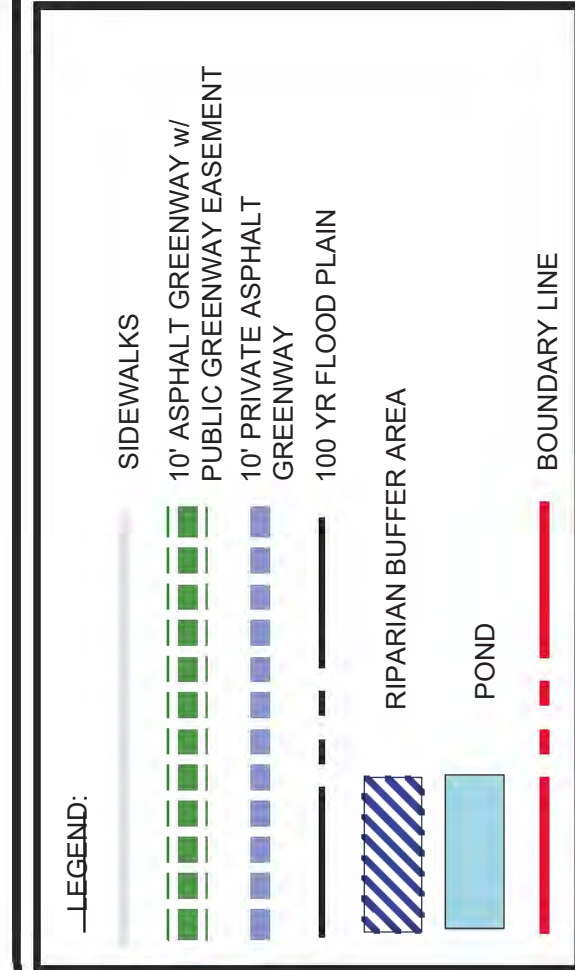 LEGEND:
SIDEWALKS
10' ASPHALT GREENWAY w/
PUBLIC GREENWAY EASEMENT
10' PRIVATE ASPHALT
GREENWAY
100 YR FLOOD PLAIN
RIPARIAN BUFFER AREA
POND
BOUNDARY LINE